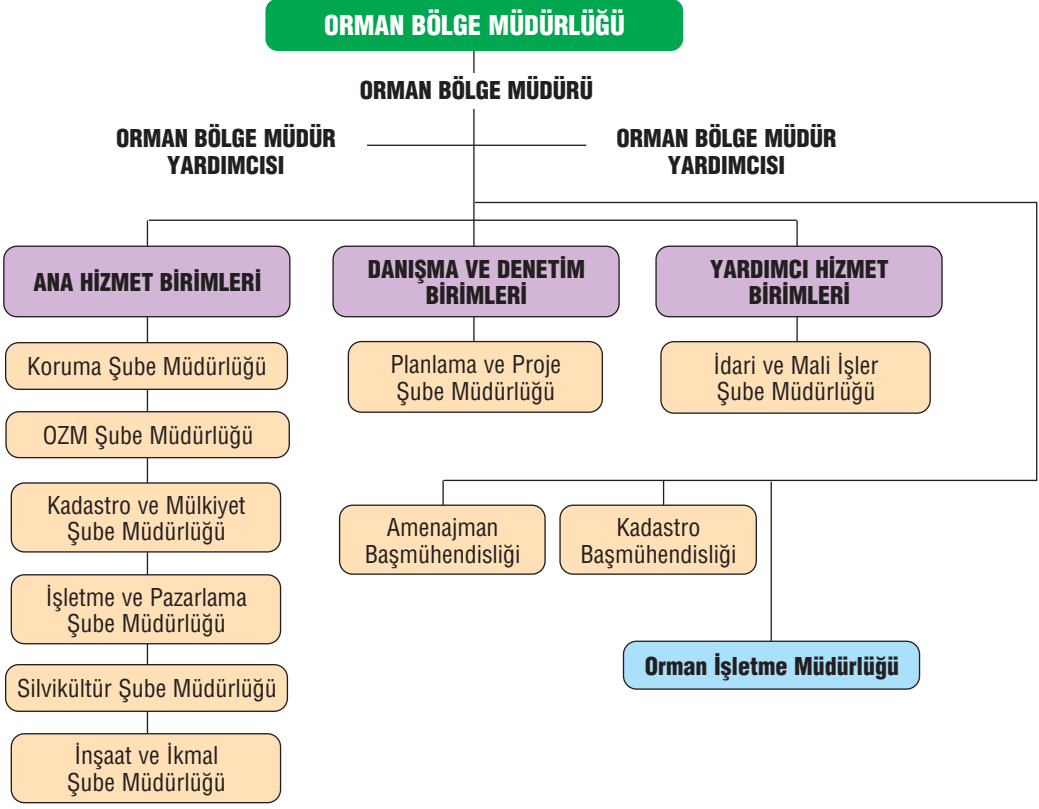 ORMAN BÖLGE MÜDÜRLÜĞÜ
ORMAN BÖLGE MÜDÜRÜ
ORMAN BÖLGE MÜDÜR
YARDIMCISI
ORMAN BÖLGE MÜDÜR
YARDIMCISI
ANA HİZMET BİRİMLERİ
DANIŞMA VE DENETİM
BİRİMLERİ
YARDIMCI HİZMET
BİRİMLERİ
Koruma Şube Müdürlüğü
OZM Şube Müdürlüğü
Kadastro ve Mülkiyet
Şube Müdürlüğü
İşletme ve Pazarlama
Şube Müdürlüğü
Silvikültür Şube Müdürlüğü
İnşaat ve İkmal
Şube Müdürlüğü
Planlama ve Proje
Şube Müdürlüğü
İdari ve Mali İşler
Şube Müdürlüğü
Amenajman
Başmühendisliği
Kadastro
Başmühendisliği
Orman İşletme Müdürlüğü